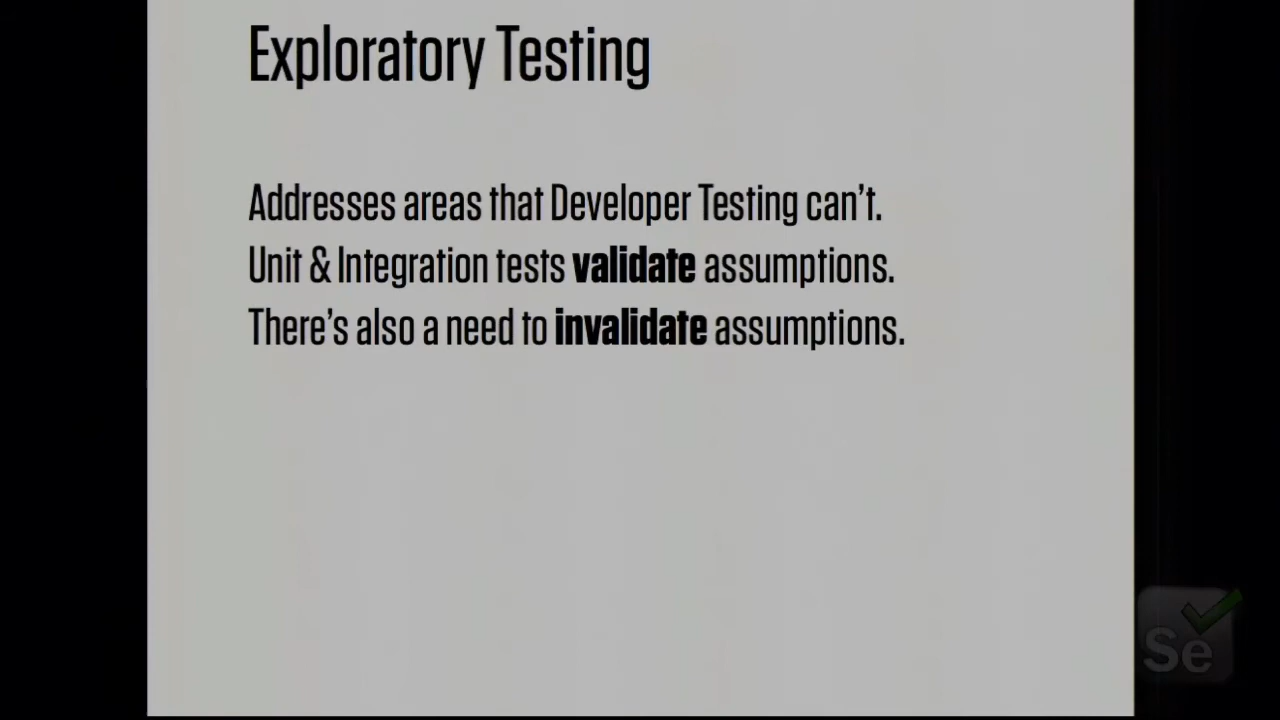 Exploratory Testing
Addresses areas that Developer Testing can’t.
Unit & Integration tests validate assumptions.
There’s also a need to invalidate assumptions.
Se